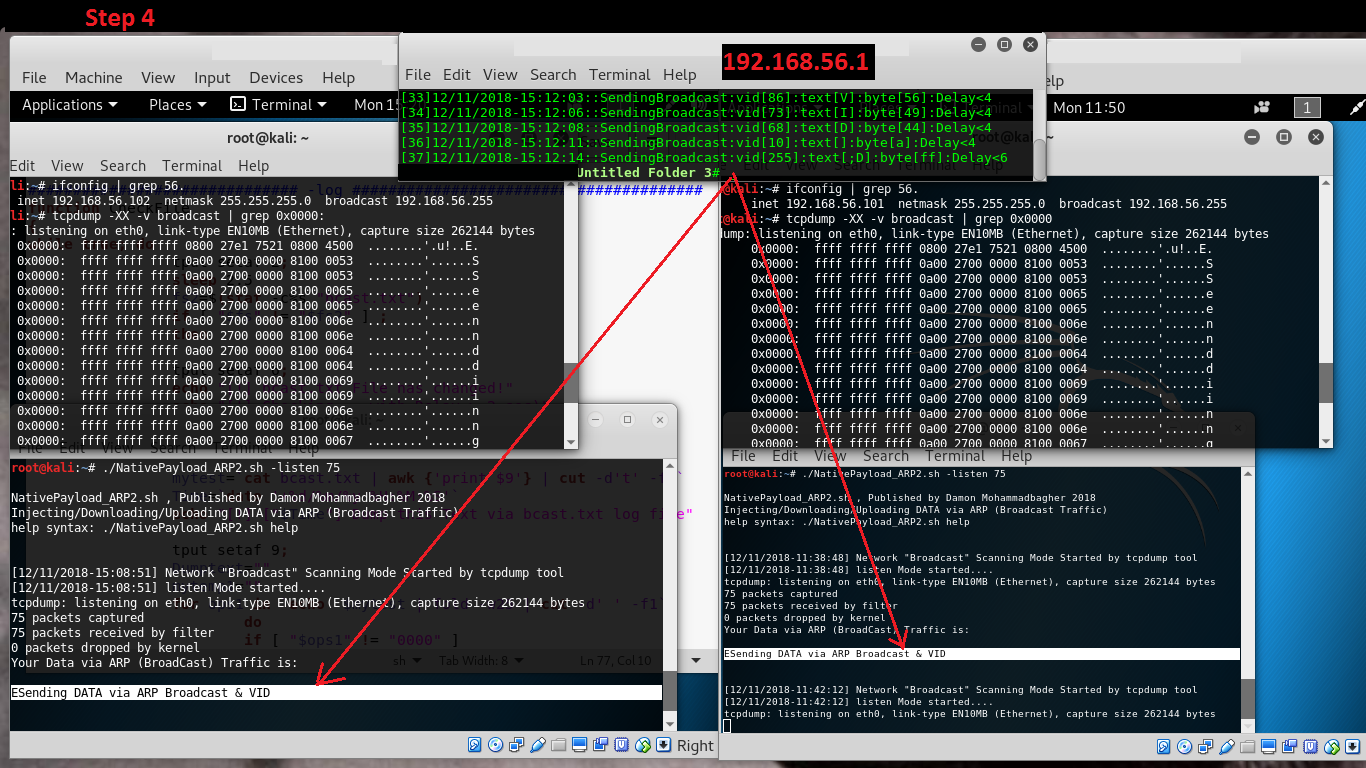 Step 4
192.168.56.1
File Edit View Search Terminal Help
[33]12/11/2018-15:12:03::SendingBroadcast:vid[86]:text[V]:byte[56]:Delay<4
[34]12/11/2018-15:12:06::SendingBroadcast:vid[73]:text[I]:byte[49]:Delay<4
[35]12/11/2018-15:12:08::SendingBroadcast:vid[68]:text[D]:byte[44]:Delay<4
[36]12/11/2018-15:12:11::SendingBroadcast:vid[10]:text[]:byte[a]:Delay<4
[37]12/11/2018-15:12:14::SendingBroadcast:vid[255]:text[;D]:byte[ff]:Delay<6
Untitled Folder 3#
File Machine View Input Devices Help
Applications Places Terminal Mon 15
root@kali: ~
Edit View Search Terminal Help
li:~# ifconfig | grep 56.
inet 192.168.56.102 netmask 255.255.255.0 broadcast 192.168.56.255
li:~# tcpdump -XX -v broadcast | grep 0x0000:
: listening on eth0, link-type EN10MB (Ethernet), capture size 262144 bytes
0x0000: ffff ffff ffff 0800 27e1 7521 0800 4500 ........'.u!..E.
0x0000: ffff ffff ffff 0a00 2700 0000 8100 0053 ........'......S
0x0000: ffff ffff ffff 0a00 2700 0000 8100 0053 ........'......S
0x0000: ffff ffff ffff 0a00 2700 0000 8100 0065 ........'......e
0x0000: ffff ffff ffff 0a00 2700 0000 8100 0065 ........'......e
0x0000: ffff ffff ffff 0a00 2700 0000 8100 006e ........'......n
0x0000: ffff ffff ffff 0a00 2700 0000 8100 006e ........'......n
0x0000: ffff ffff ffff 0a00 2700 0000 8100 0064 ........'......d
0x0000: ffff ffff ffff 0a00 2700 0000 8100 0064 ........'......d
0x0000: ffff ffff ffff 0a00 2700 0000 8100 0069 ........'......i
0x0000: ffff ffff ffff 0a00 2700 0000 8100 0069 ........'......i
0x0000: ffff ffff ffff 0a00 2700 0000 8100 006e ........'......n
0x0000: ffff ffff ffff 0a00 2700 0000 8100 006e ........'......n
0x0000: ffff ffff ffff 0a00 2700 0000 8100 0067 ........'......g
root@kali:~# ./NativePayload_ARP2.sh -listen 75
NativePayload_ARP2.sh , Published by Damon Mohammadbagher 2018
Injecting/Downloading/Uploading DATA via ARP (Broadcast Traffic)
help syntax: ./NativePayload_ARP2.sh help
[12/11/2018-15:08:51] Network "Broadcast" Scanning Mode Started by tcpdump tool
[12/11/2018-15:08:51] listen Mode started....
tcpdump: listening on eth0, link-type EN10MB (Ethernet), capture size 262144 bytes
75 packets captured
75 packets received by filter
0 packets dropped by kernel
Your Data via ARP (BroadCast) Traffic is:
ESending DATA via ARP Broadcast & VID
tput setaf 9;
do
if [ "$ops1" != "0000" ]
sh Tab Width: 8 Ln 77, Col 10
Right
elp
Mon 11:50
1
@kali:~# ifconfig | grep 56.
inet 192.168.56.101 netmask 255.255.255.0 broadcast 192.168.56.255
@kali:~# tcpdump -XX -v broadcast | grep 0x0000
dump: listening on eth0, link-type EN10MB (Ethernet), capture size 262144 bytes
0x0000: ffff ffff ffff 0800 27e1 7521 0800 4500 ........'.u!..E.
0x0000: ffff ffff ffff 0a00 2700 0000 8100 0053 ........'......S
0x0000: ffff ffff ffff 0a00 2700 0000 8100 0053 ........'......S
0x0000: ffff ffff ffff 0a00 2700 0000 8100 0065 ........'......e
0x0000: ffff ffff ffff 0a00 2700 0000 8100 0065 ........'......e
0x0000: ffff ffff ffff 0a00 2700 0000 8100 006e ........'......n
0x0000: ffff ffff ffff 0a00 2700 0000 8100 006e ........'......n
0x0000: ffff ffff ffff 0a00 2700 0000 8100 0064 ........'......d
0x0000: ffff ffff ffff 0a00 2700 0000 8100 0064 ........'......d
0x0000: ffff ffff ffff 0a00 2700 0000 8100 0069 ........'......i
0x0000: ffff ffff ffff 0a00 2700 0000 8100 0069 ........'......i
0x0000: ffff ffff ffff 0a00 2700 0000 8100 006e ........'......n
0x0000: ffff ffff ffff 0a00 2700 0000 8100 006e ........'......n
0x0000: ffff ffff ffff 0a00 2700 0000 8100 0067 ........'......g
File Edit View Search Terminal Help
root@kali:~# ./NativePayload_ARP2.sh -listen 75
NativePayload_ARP2.sh , Published by Damon Mohammadbagher 2018
Injecting/Downloading/Uploading DATA via ARP (Broadcast Traffic)
help syntax: ./NativePayload_ARP2.sh help
[12/11/2018-11:38:48] Network "Broadcast" Scanning Mode Started by tcpdump tool
[12/11/2018-11:38:48] listen Mode started....
tcpdump: listening on eth0, link-type EN10MB (Ethernet), capture size 262144 bytes
75 packets captured
75 packets received by filter
0 packets dropped by kernel
Your Data via ARP (BroadCast) Traffic is:
ESending DATA via ARP Broadcast & VID
[12/11/2018-11:42:12] Network "Broadcast" Scanning Mode Started by tcpdump tool
[12/11/2018-11:42:12] listen Mode started....
tcpdump: listening on eth0, link-type EN10MB (Ethernet), capture size 262144 bytes